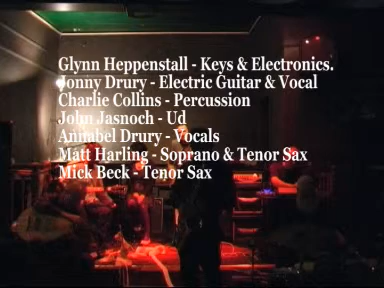 Glynn Heppenstall - Keys & Electronics.
Jonny Drury - Electric Guitar & Vocal
Charlie Collins - Percussion
John Jasnoch - Ud
Annabel Drury - Vocals
Matt Harling - Soprano & Tenor Sax
Mick Beck - Tenor Sax